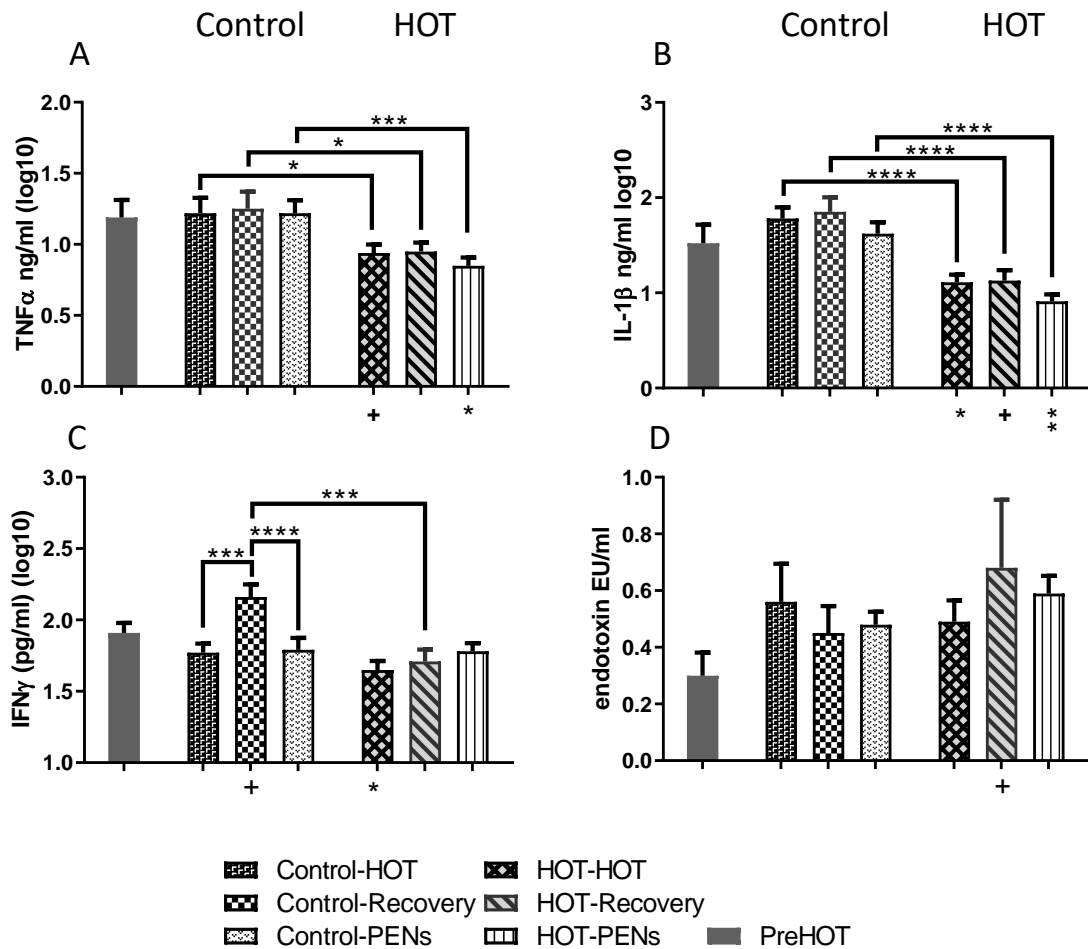 Control HOT
Control HOT
A
B
TNFα ng/ml (log10)
2.0
1.5
1.0
0.5
0.0
*
*
***
+
*
IL-1β ng/ml log10
3
2
1
0
****
****
****
*
+
**
C
D
IFNγ (pg/ml) (log10)
3.0
2.5
2.0
1.5
1.0
***
***
****
+
*
endotoxin EU/ml
1.0
0.8
0.6
0.4
0.2
0.0
+
Control-HOT HOT-HOT
Control-Recovery HOT-Recovery
Control-PENs HOT-PENs PreHOT